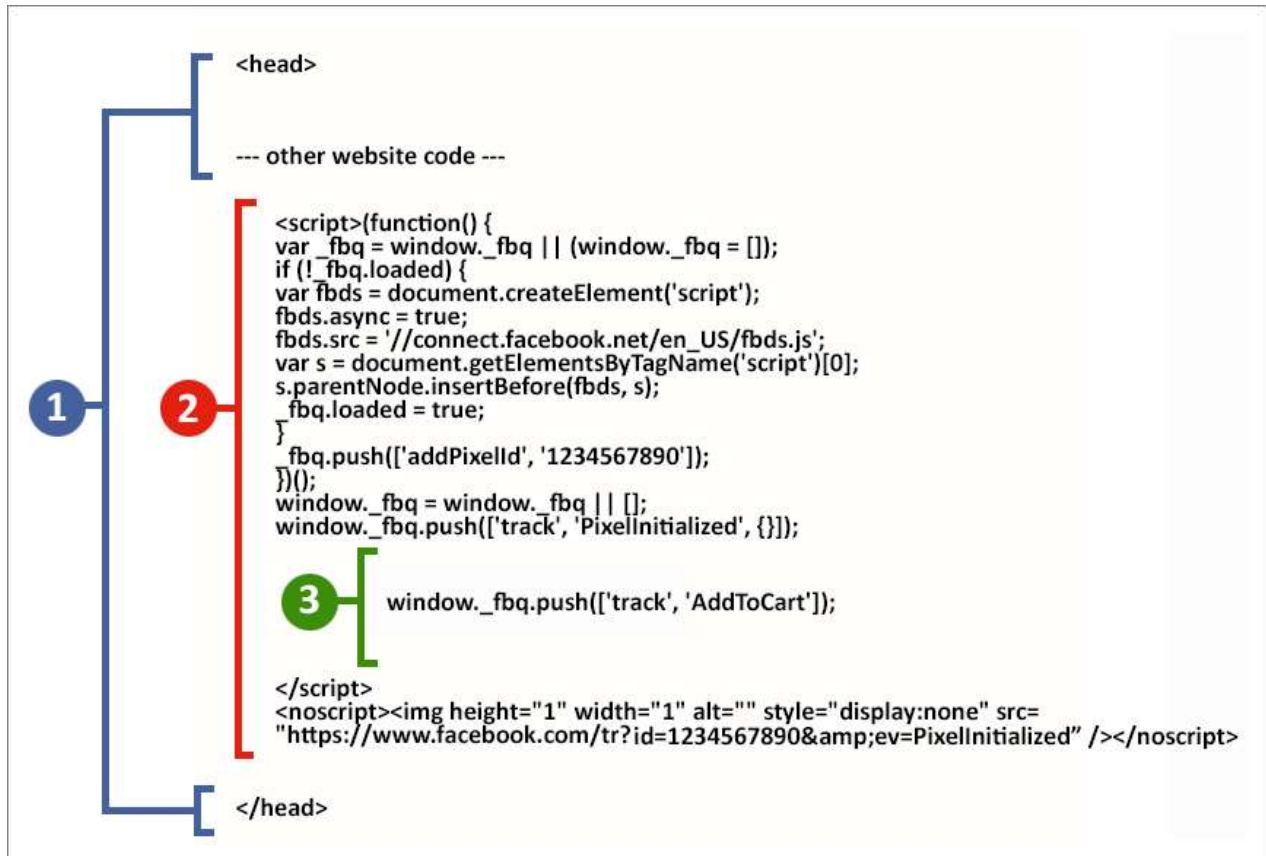 <head>
--- other website code ---
<script>(function() {
var _fbq = window._fbq || (window._fbq = []);
if (!_fbq.loaded) {
var fbds = document.createElement('script');
fbds.async = true;
fbds.src = '//connect.facebook.net/en_US/fbds.js';
var s = document.getElementsByTagName('script')[0];
s.parentNode.insertBefore(fbds, s);
1
2
_fbq.loaded = true;
}
_fbq.push(['addPixelId', '1234567890']);
})();
window._fbq = window._fbq || [];
window._fbq.push(['track', 'PixelInitialized', {}]);
3
window._fbq.push(['track', 'AddToCart']);
</script>
<noscript><img height="1" width="1" alt="" style="display:none" src=
"https://www.facebook.com/tr?id=1234567890&amp;ev=PixelInitialized” /></noscript>
</head>